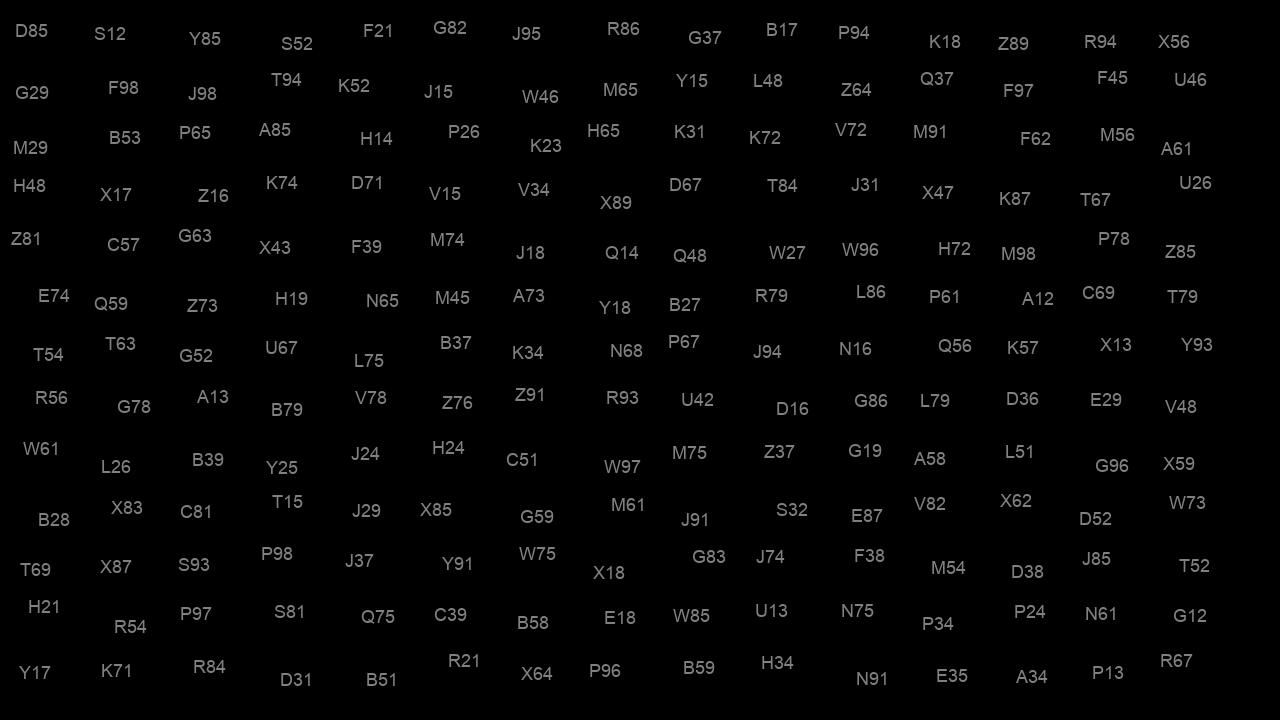 D85 S12 Y85 S52 F21 G82 J95 R86 G37 B17 P94 K18 Z89 R94 X56
G29 F98 J98 T94 K52 J15 W46 M65 Y15 L48 Z64 Q37 F97 F45 U46
M29 B53 P65 A85 H14 P26 K23 H65 K31 K72 V72 M91 F62 M56 A61
H48 X17 Z16 K74 D71 V15 V34 X89 D67 T84 J31 X47 K87 T67 U26
Z81 C57 G63 X43 F39 M74 J18 Q14 Q48 W27 W96 H72 M98 P78 Z85
E74 Q59 Z73 H19 N65 M45 A73 Y18 B27 R79 L86 P61 A12 C69 T79
T54 T63 G52 U67 L75 B37 K34 N68 P67 J94 N16 Q56 K57 X13 Y93
R56 G78 A13 B79 V78 Z76 Z91 R93 U42 D16 G86 L79 D36 E29 V48
W61 L26 B39 Y25 J24 H24 C51 W97 M75 Z37 G19 A58 L51 G96 X59
B28 X83 C81 T15 J29 X85 G59 M61 J91 S32 E87 V82 X62 D52 W73
T69 X87 S93 P98 J37 Y91 W75 X18 G83 J74 F38 M54 D38 J85 T52
H21 R54 P97 S81 Q75 C39 B58 E18 W85 U13 N75 P34 P24 N61 G12
Y17 K71 R84 D31 B51 R21 X64 P96 B59 H34 N91 E35 A34 P13 R67